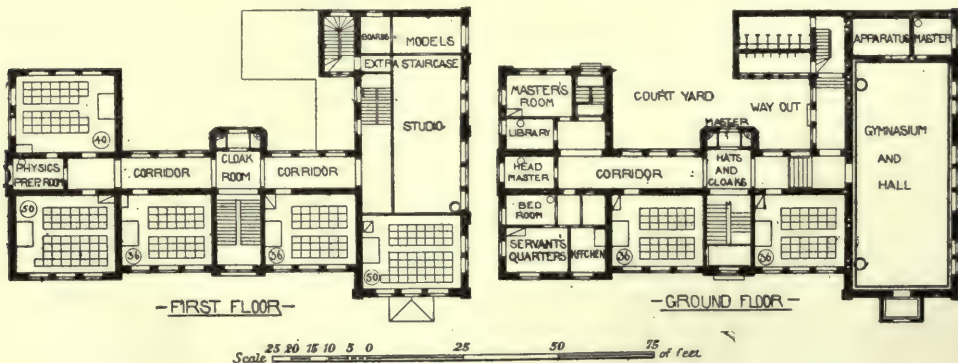 BOARDS
MODELS
EXTRA STAIRCASE
STUDIO
40
PHYSICS
PREP. ROOM
CORRIDOR
CLOAK
ROOM
CORRIDOR
50
36
36
50
-FIRST FLOOR-
APPARATUS
MASTER
MASTER'S
ROOM
COURT YARD
WAY OUT
LIBRARY
MASTER
GYMNASIUM
AND
HALL
HEAD
MASTER
CORRIDOR
HATS
AND
CLOAKS
BED
ROOM
SERVANT'S
QUARTERS
KITCHEN
36
36
-GROUND FLOOR-
Scale 25 20 15 10 5 0 25 50 75 of feet